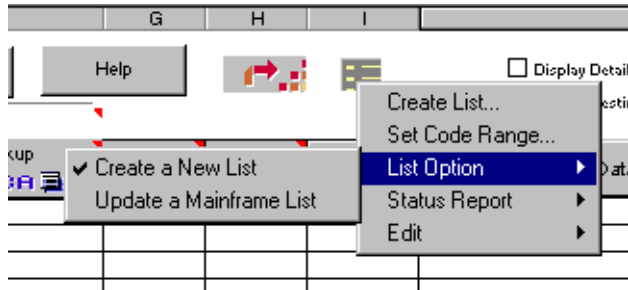 G H I
Help
Display Detail
Create List...
Set Code Range...
Create a New List
List Option
Update a Mainframe List
Status Report
Edit